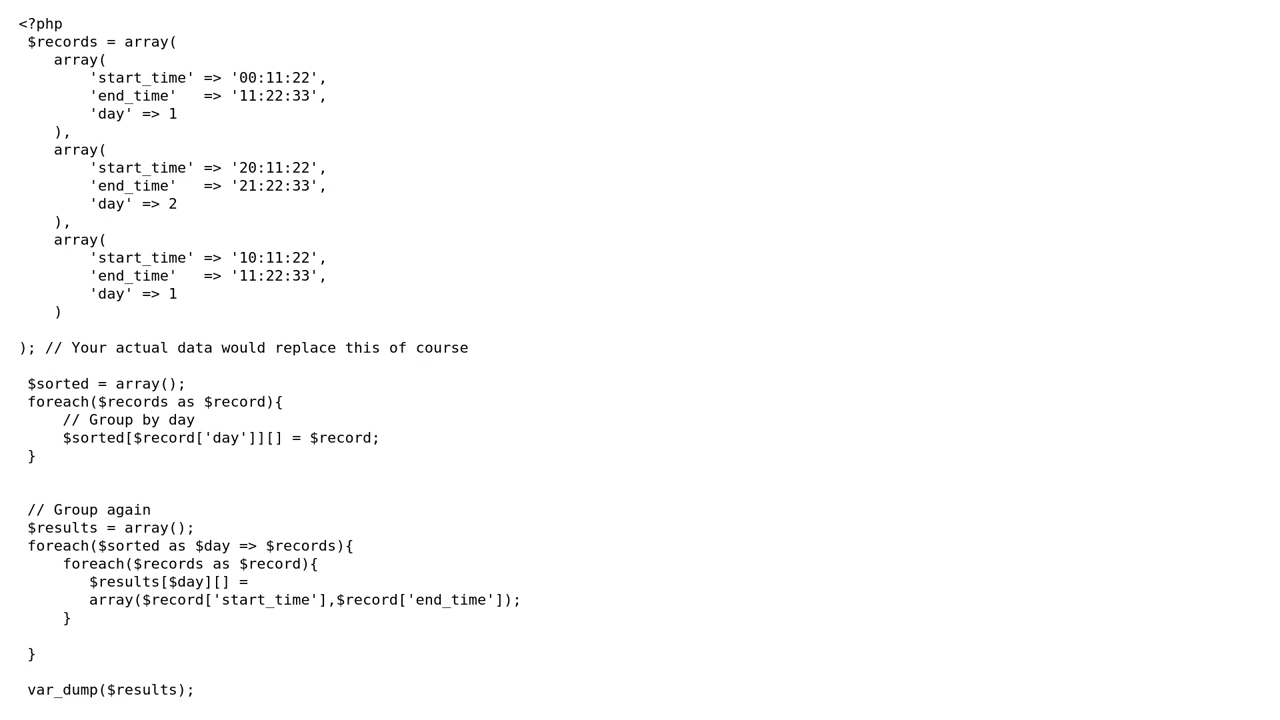 <?php
 $records = array(
    array(
        'start_time' => '00:11:22',
        'end_time'   => '11:22:33',
        'day' => 1
    ),
    array(
        'start_time' => '20:11:22',
        'end_time'   => '21:22:33',
        'day' => 2
    ),
    array(
        'start_time' => '10:11:22',
        'end_time'   => '11:22:33',
        'day' => 1
    )

); // Your actual data would replace this of course

 $sorted = array();
 foreach($records as $record){
     // Group by day
     $sorted[$record['day']][] = $record;
 }


 // Group again
 $results = array();
 foreach($sorted as $day => $records){
     foreach($records as $record){
        $results[$day][] =
        array($record['start_time'],$record['end_time']);
     }

 }

 var_dump($results);